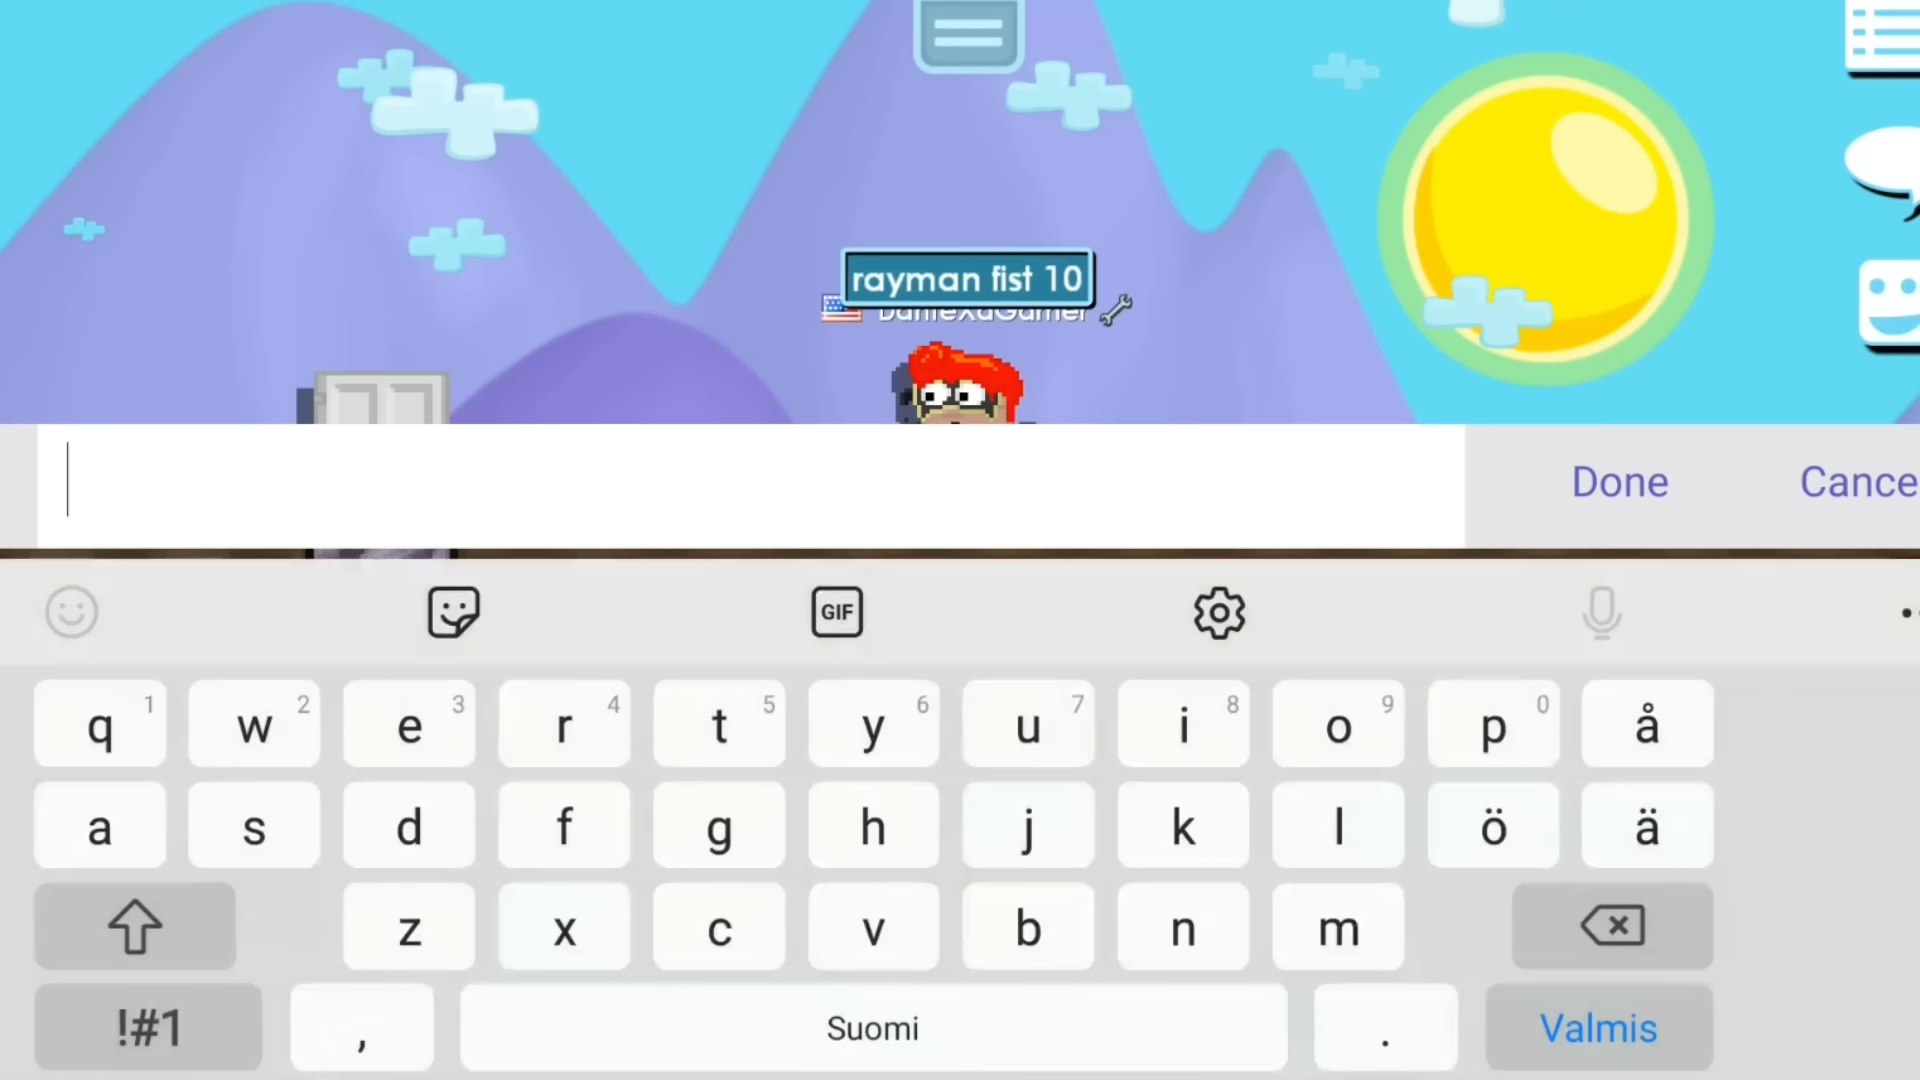 rayman fist 10
DanteXdGamer
Done
Cance
GIF
q 1 w 2 e 3 r 4 t 5 y 6 u 7 i 8 o 9 p 0 å
a s d f g h j k l ö ä
z x c v b n m
!#1 , Suomi . Valmis